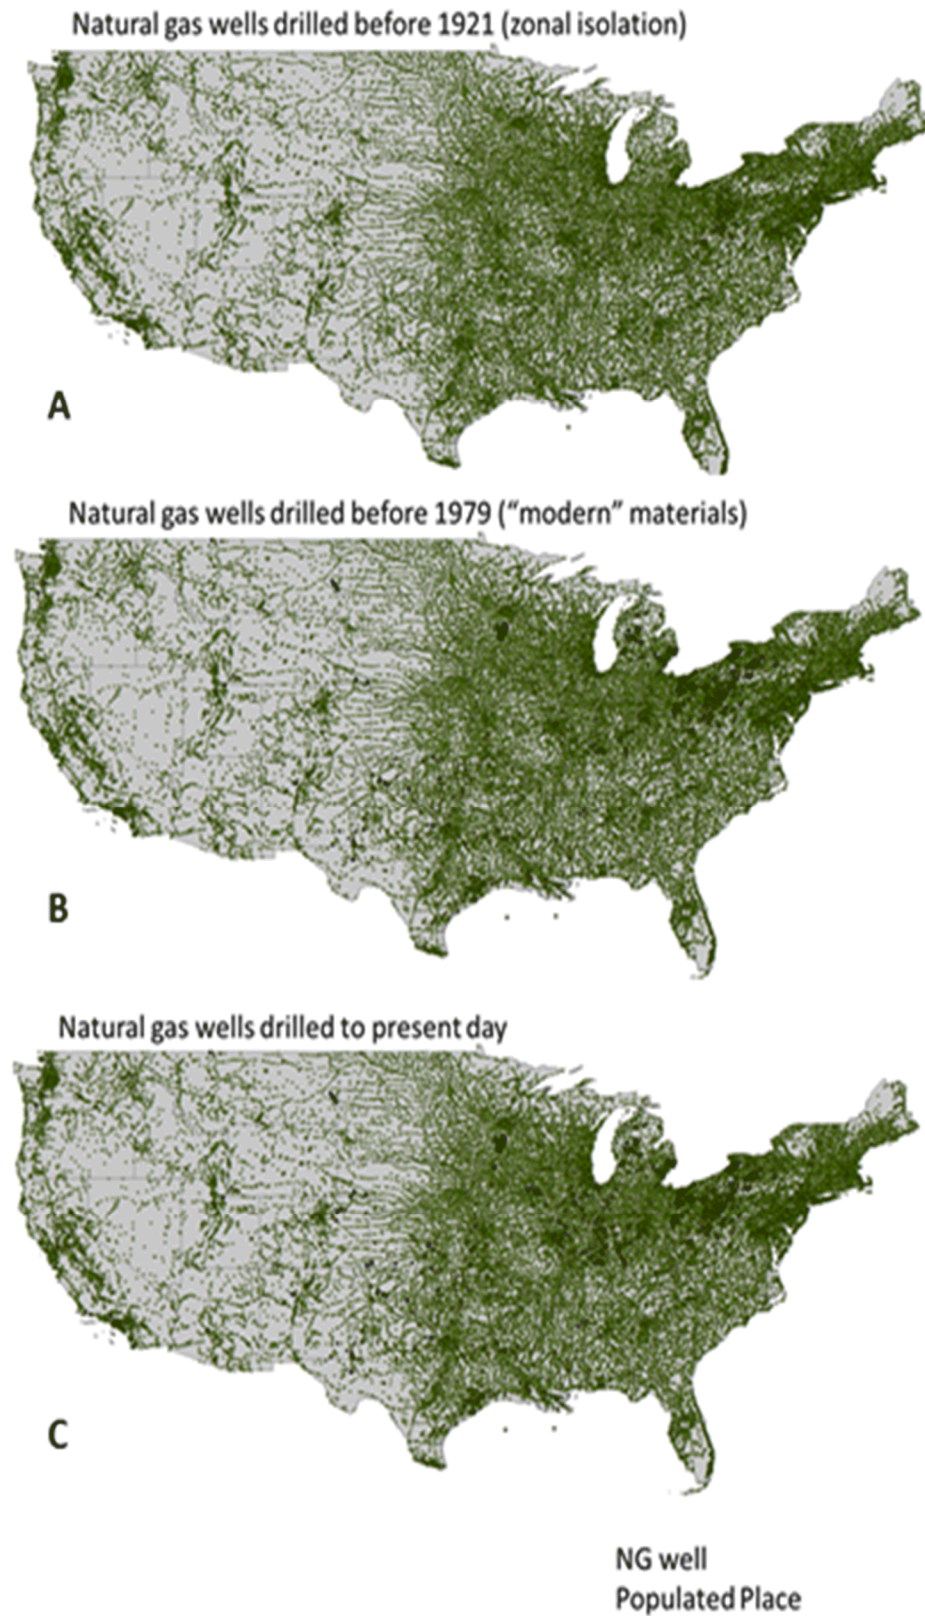 Natural gas wells drilled before 1921 (zonal isolation)
A
Natural gas wells drilled before 1979 (“modern” materials)
B
Natural gas wells drilled to present day
C
NG well
Populated Place